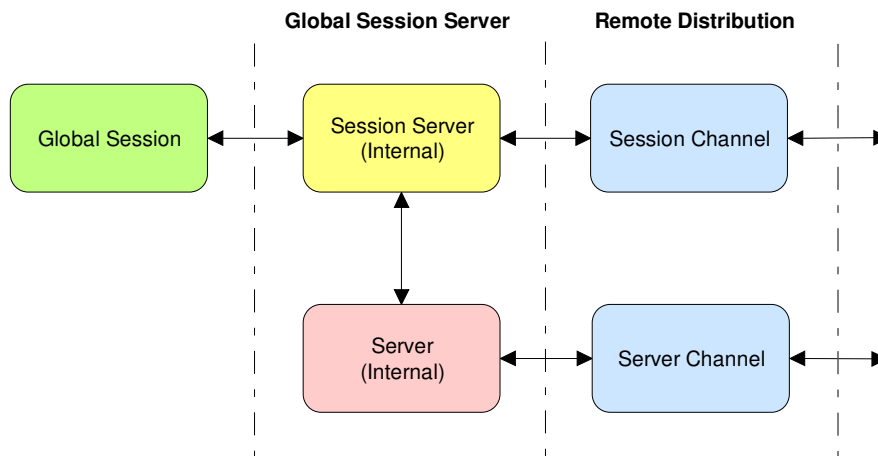 Global Session Server
Remote Distribution
Global Session
Session Server
(Internal)
Session Channel
Server
(Internal)
Server Channel